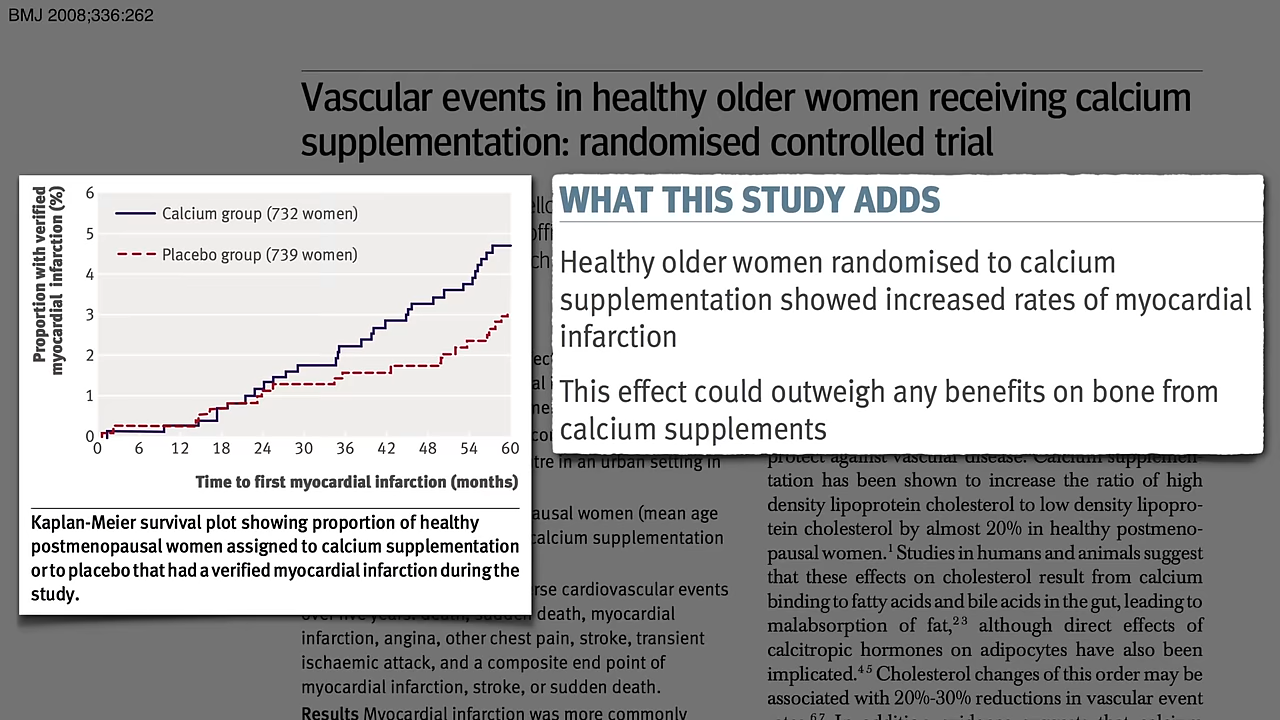 BMJ 2008;336:262
Vascular events in healthy older women receiving calcium
supplementation: randomised controlled trial
Proportion with verified
myocardial infarction (%)
6
5
4
3
2
1
0
Calcium group (732 women)
Placebo group (739 women)
0 6 12 18 24 30 36 42 48 54 60
Time to first myocardial infarction (months)
Kaplan-Meier survival plot showing proportion of healthy
postmenopausal women assigned to calcium supplementation
or to placebo that had a verified myocardial infarction during the
study.
WHAT THIS STUDY ADDS
Healthy older women randomised to calcium
supplementation showed increased rates of myocardial
infarction
This effect could outweigh any benefits on bone from
calcium supplements
tre in an urban setting in
ausal women (mean age
calcium supplementation
rse cardiovascular events
over five years: death, sudden death, myocardial
infarction, angina, other chest pain, stroke, transient
ischaemic attack, and a composite end point of
myocardial infarction, stroke, or sudden death.
Results Myocardial infarction was more commonly
protect against vascular disease. Calcium supplemen-
tation has been shown to increase the ratio of high
density lipoprotein cholesterol to low density lipopro-
tein cholesterol by almost 20% in healthy postmeno-
pausal women.1 Studies in humans and animals suggest
that these effects on cholesterol result from calcium
binding to fatty acids and bile acids in the gut, leading to
malabsorption of fat,2 3 although direct effects of
calcitropic hormones on adipocytes have also been
implicated.4 5 Cholesterol changes of this order may be
associated with 20%-30% reductions in vascular event